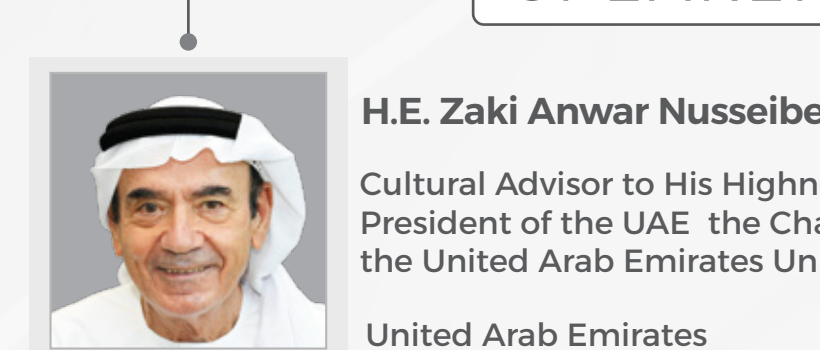 H.E. Zaki Anwar Nusseibe
Cultural Advisor to His Highn
President of the UAE  the Cha
the United Arab Emirates Un
United Arab Emirates